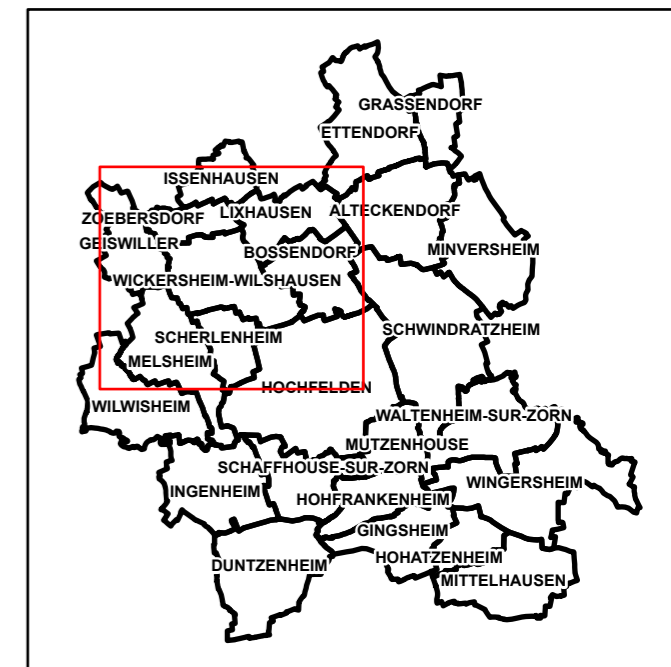 GRASSENDORF
ETTENDORF
ISSENHAUSEN
ZOEBERSDORF
LIXHAUSEN
ALTECKENDORF
GEISWILLER
BOSSENDORF
MINVERSHEIM
WICKERSHEIM-WILSHAUSEN
SCHWINDRATZHEIM
SCHERLENHEIM
MELSHEIM
HOCHFELDEN
WILWISHEIM
WALTENHEIM-SUR-ZORN
MUTZENHOUSE
SCHAFFHOUSE-SUR-ZORN
WINGERSHEIM
INGENHEIM
HOHFRANKENHEIM
GINGSHEIM
HOHATZENHEIM
DUNTZENHEIM
MITTELHAUSEN